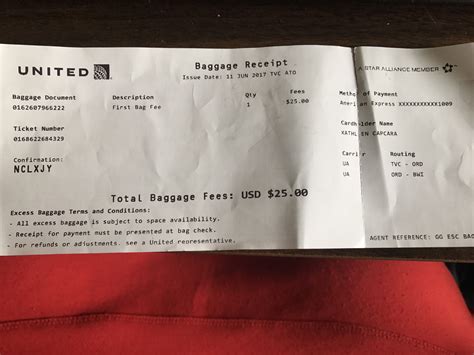 UNITED
Baggage Receipt
Issue Date: 11 JUN 2017 TVC ATO
A STAR ALLIANCE MEMBER
Baggage Document Description Qty Fees
0162607966222 First Bag Fee 1 $25.00
Method of Payment
American Express XXXXXXXXXXX1009
Ticket Number
0168622684329
Cardholder Name
CAPCARA
Confirmation:
NCLXJY
Carrier Routing
UA TVC - ORD
UA ORD - BWI
Total Baggage Fees: USD $25.00
Excess Baggage Terms and Conditions:
- All excess baggage is subject to space availability.
- Receipt for payment must be presented at bag check.
- For refunds or adjustments. see a United representative.
AGENT REFERENCE: GG ESC BAG